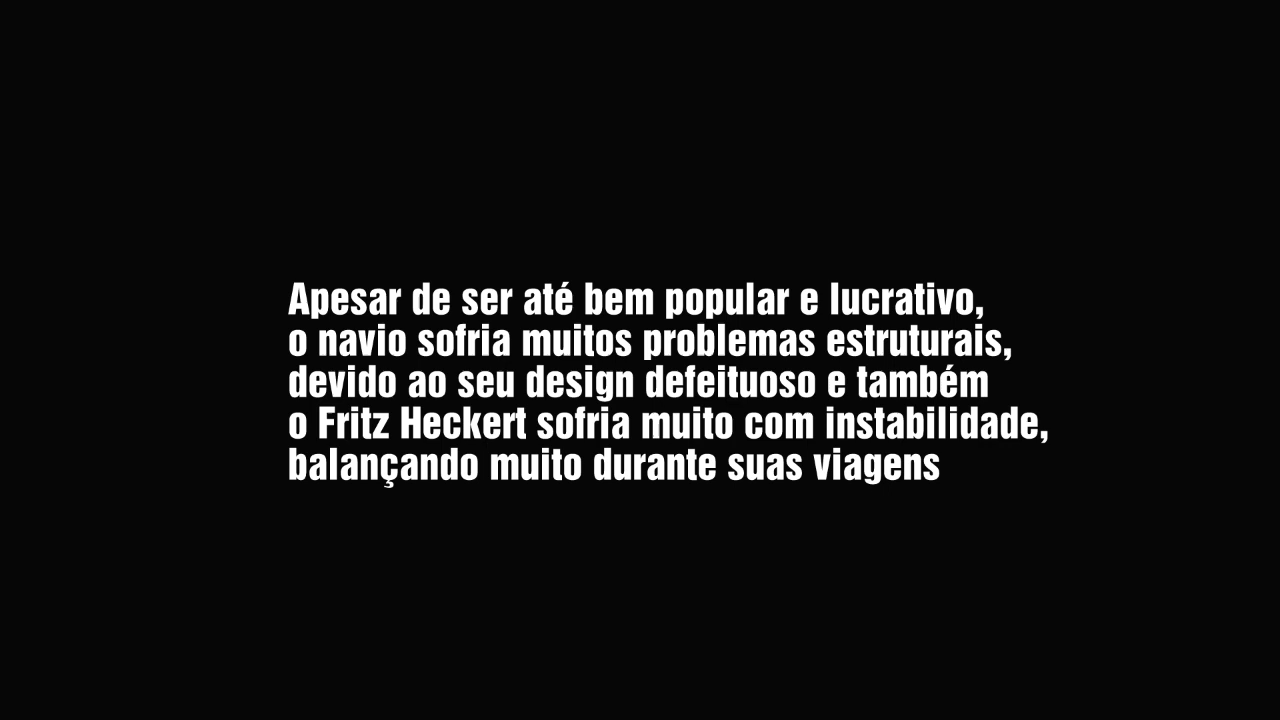 Apesar de ser até bem popular e lucrativo,
o navio sofria muitos problemas estruturais,
devido ao seu design defeituoso e também
o Fritz Heckert sofria muito com instabilidade,
balançando muito durante suas viagens